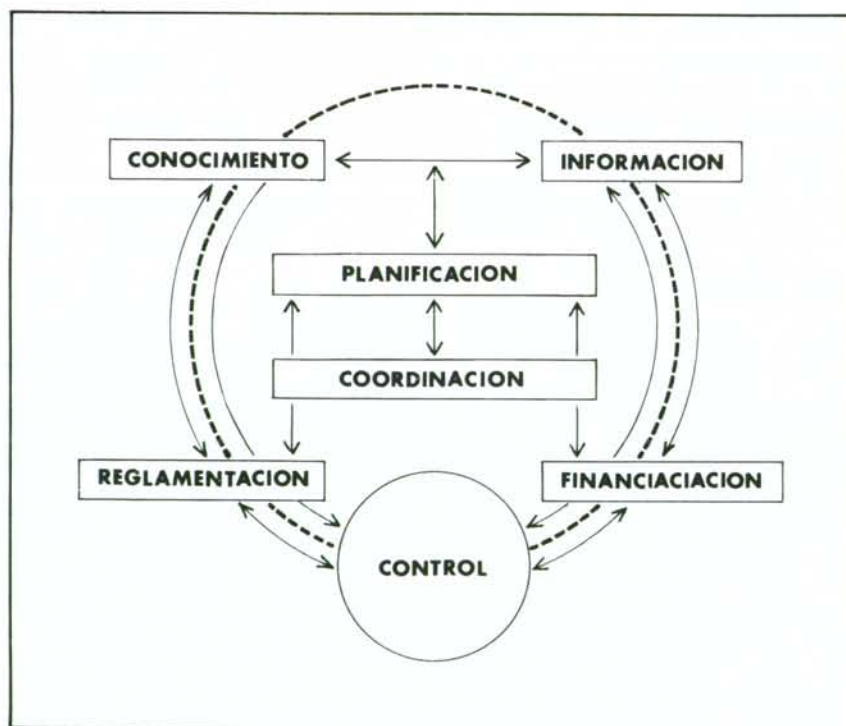 CONOCIMIENTO
INFORMACION
PLANIFICACION
COORDINACION
REGLAMENTACION
FINANCIACIACION
CONTROL